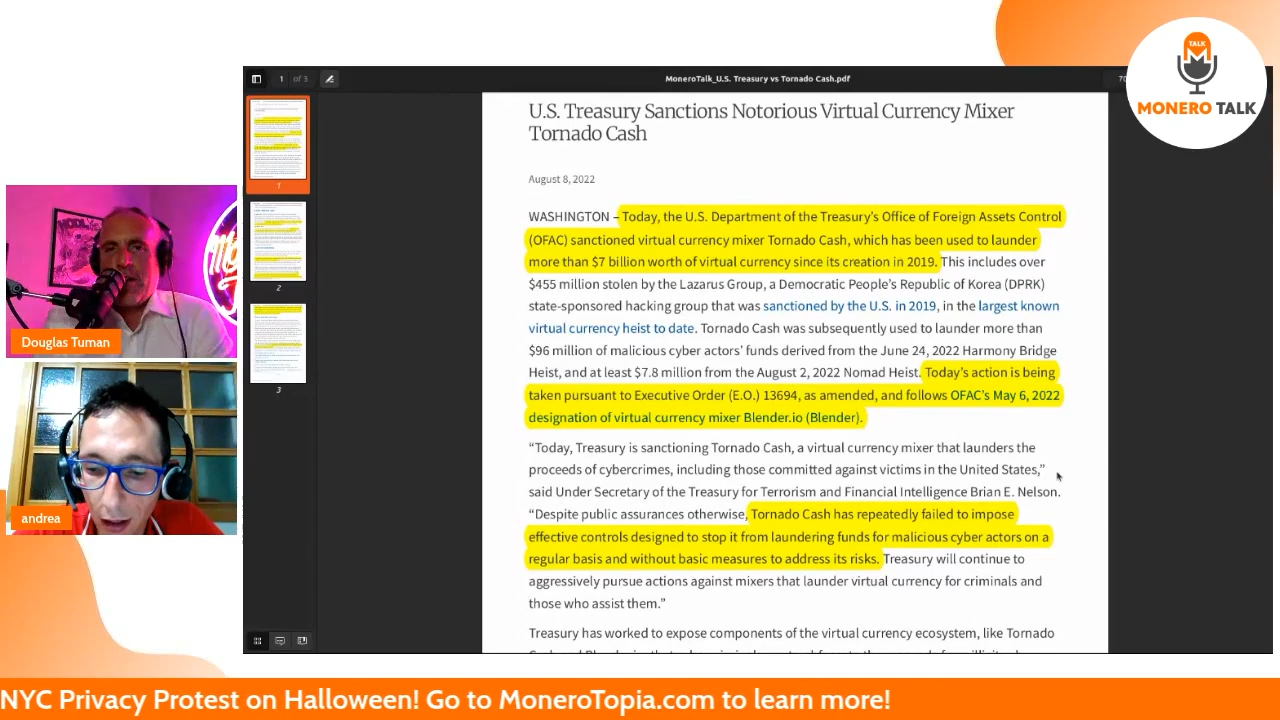 TALK
MONERO TALK
1 of 3
MoneroTalk_U.S. Treasury vs Tornado Cash.pdf
70
U.S. Treasury Sanctions Notorious Virtual Currency Mixer
Tornado Cash
August 8, 2022
WASHINGTON – Today, the U.S. Department of the Treasury's Office of Foreign Assets Control
(OFAC) sanctioned virtual currency mixer Tornado Cash, which has been used to launder
more than $7 billion worth of virtual currency since its creation in 2019. This includes over
$455 million stolen by the Lazarus Group, a Democratic People's Republic of Korea (DPRK)
state-sponsored hacking group that was sanctioned by the U.S. in 2019, in the largest known
virtual currency heist to date. Tornado Cash was subsequently used to launder more than
$96 million of malicious cyber actors' funds derived from the June 24, 2022 Harmony Bridge
Heist, and at least $7.8 million from the August 2, 2022 Nomad Heist. Today's action is being
taken pursuant to Executive Order (E.O.) 13694, as amended, and follows OFAC's May 6, 2022
designation of virtual currency mixer Blender.io (Blender).
“Today, Treasury is sanctioning Tornado Cash, a virtual currency mixer that launders the
proceeds of cybercrimes, including those committed against victims in the United States,”
said Under Secretary of the Treasury for Terrorism and Financial Intelligence Brian E. Nelson.
“Despite public assurances otherwise, Tornado Cash has repeatedly failed to impose
effective controls designed to stop it from laundering funds for malicious cyber actors on a
regular basis and without basic measures to address its risks. Treasury will continue to
aggressively pursue actions against mixers that launder virtual currency for criminals and
those who assist them.”
Treasury has worked to expose components of the virtual currency ecosystem, like Tornado
1
2
3
Douglas Tuman
andrea
NYC Privacy Protest on Halloween! Go to MoneroTopia.com to learn more!